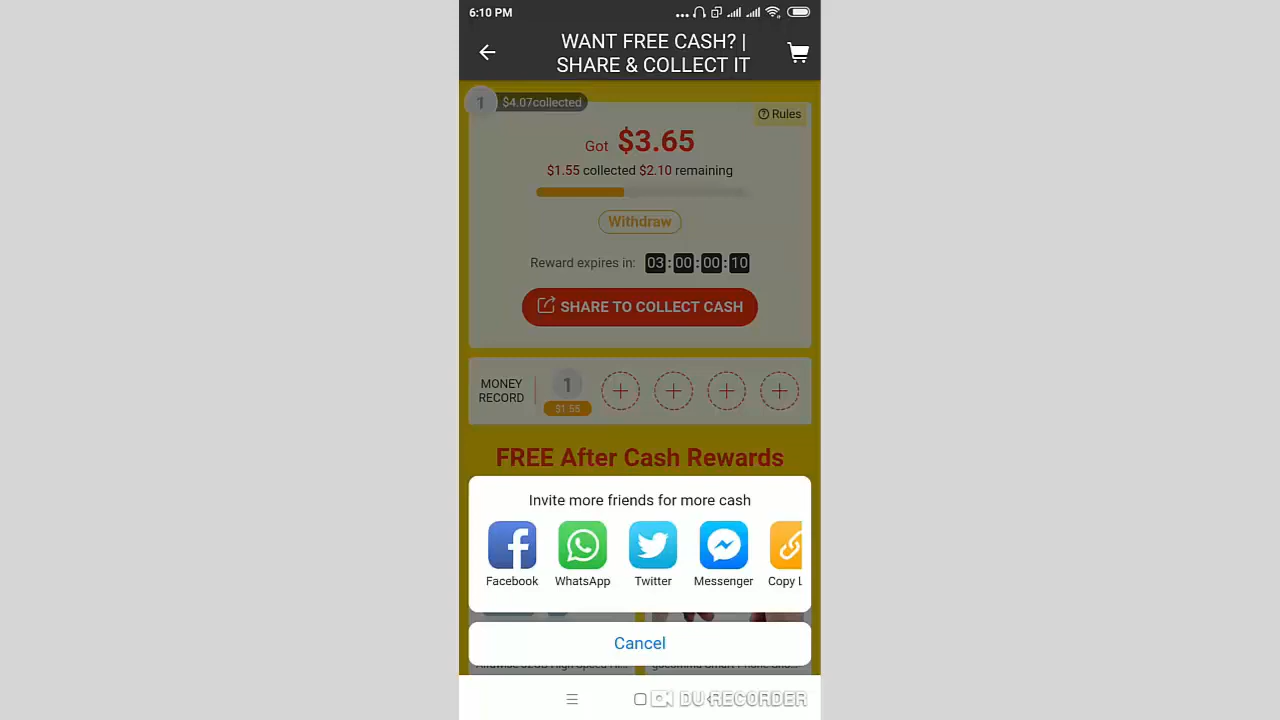 6:10 PM
WANT FREE CASH? |
SHARE & COLLECT IT
1 $4.07collected
Rules
Got $3.65
$1.55 collected $2.10 remaining
Withdraw
Reward expires in: 03:00:00:10
SHARE TO COLLECT CASH
MONEY
RECORD
1
$1.55
FREE After Cash Rewards
Invite more friends for more cash
Facebook WhatsApp Twitter Messenger Copy L
Cancel
DU RECORDER